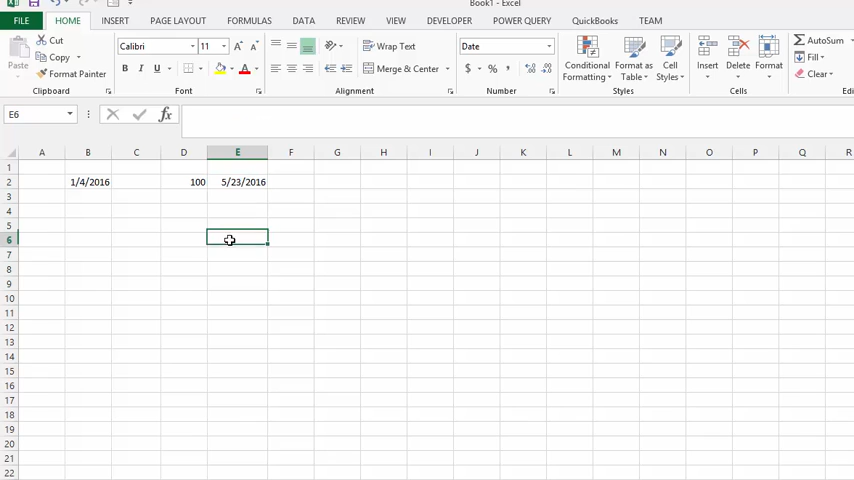 Book1 - Excel
FILE HOME INSERT PAGE LAYOUT FORMULAS DATA REVIEW VIEW DEVELOPER POWER QUERY QuickBooks TEAM
Paste
Cut
Copy
Format Painter
Clipboard
Calibri 11
B I U
Font
Wrap Text
Merge & Center
Alignment
Date
$ % ,
Number
Conditional Formatting
Format as Table
Cell Styles
Styles
Insert
Delete
Format
Cells
AutoSum
Fill
Clear
E6 fx
A B C D E F G H I J K L M N O P Q R
1
2 1/4/2016 100 5/23/2016
3
4
5
6
7
8
9
10
11
12
13
14
15
16
17
18
19
20
21
22